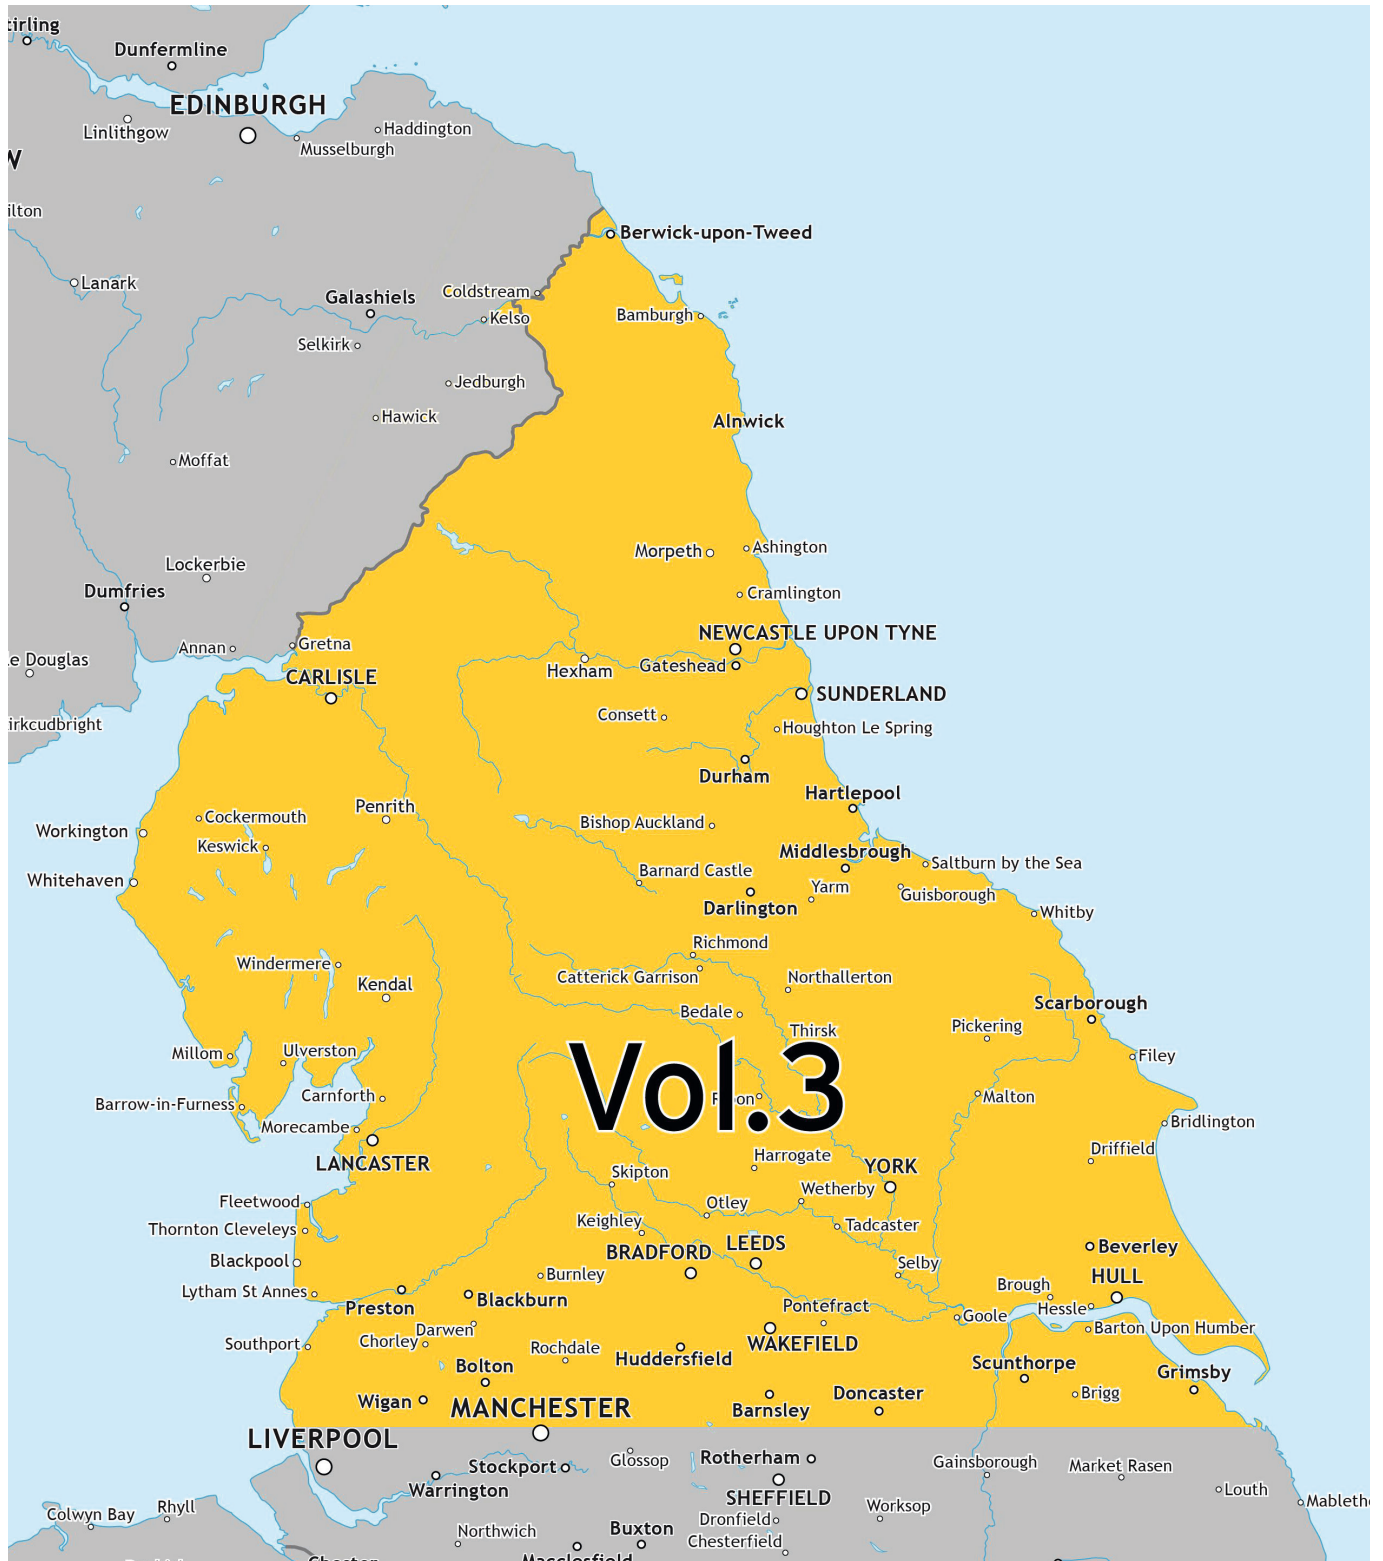 tirling
Dunfermline
EDINBURGH
Linlithgow
Haddington
Musselburgh
W
ilton
Berwick-upon-Tweed
Lanark
Galashiels
Coldstream
Kelso
Bamburgh
Selkirk
Jedburgh
Hawick
Alnwick
Moffat
Morpeth
Ashington
Lockerbie
Dumfries
Cramlington
NEWCASTLE UPON TYNE
Annan
Gretna
le Douglas
CARLISLE
Hexham
Gateshead
SUNDERLAND
Consett
irkcudbright
Houghton Le Spring
Durham
Hartlepool
Penrith
Cockermouth
Workington
Bishop Auckland
Keswick
Middlesbrough
Saltburn by the Sea
Whitehaven
Barnard Castle
Yarm
Guisborough
Darlington
Whitby
Richmond
Windermere
Catterick Garrison
Northallerton
Kendal
Scarborough
Bedale
Thirsk
Pickering
Millom
Ulverston
Filey
Vol.3
Carnforth
Malton
Barrow-in-Furness
Morecambe
Bridlington
Driffield
LANCASTER
Harrogate
YORK
Skipton
Wetherby
Fleetwood
Otley
Thornton Cleveleys
Keighley
Tadcaster
LEEDS
BRADFORD
Beverley
Blackpool
Selby
Burnley
HULL
Lytham St Annes
Brough
Preston
Blackburn
Pontefract
Hessle
Goole
Darwen
Barton Upon Humber
Southport
Chorley
Rochdale
WAKEFIELD
Huddersfield
Bolton
Scunthorpe
Grimsby
Wigan
Doncaster
Brigg
MANCHESTER
Barnsley
LIVERPOOL
Glossop
Rotherham
Stockport
Gainsborough
Market Rasen
Warrington
SHEFFIELD
Louth
Mableth
Rhyll
Colwyn Bay
Worksop
Dronfield
Northwich
Buxton
Chesterfield
Chester
Macclesfield